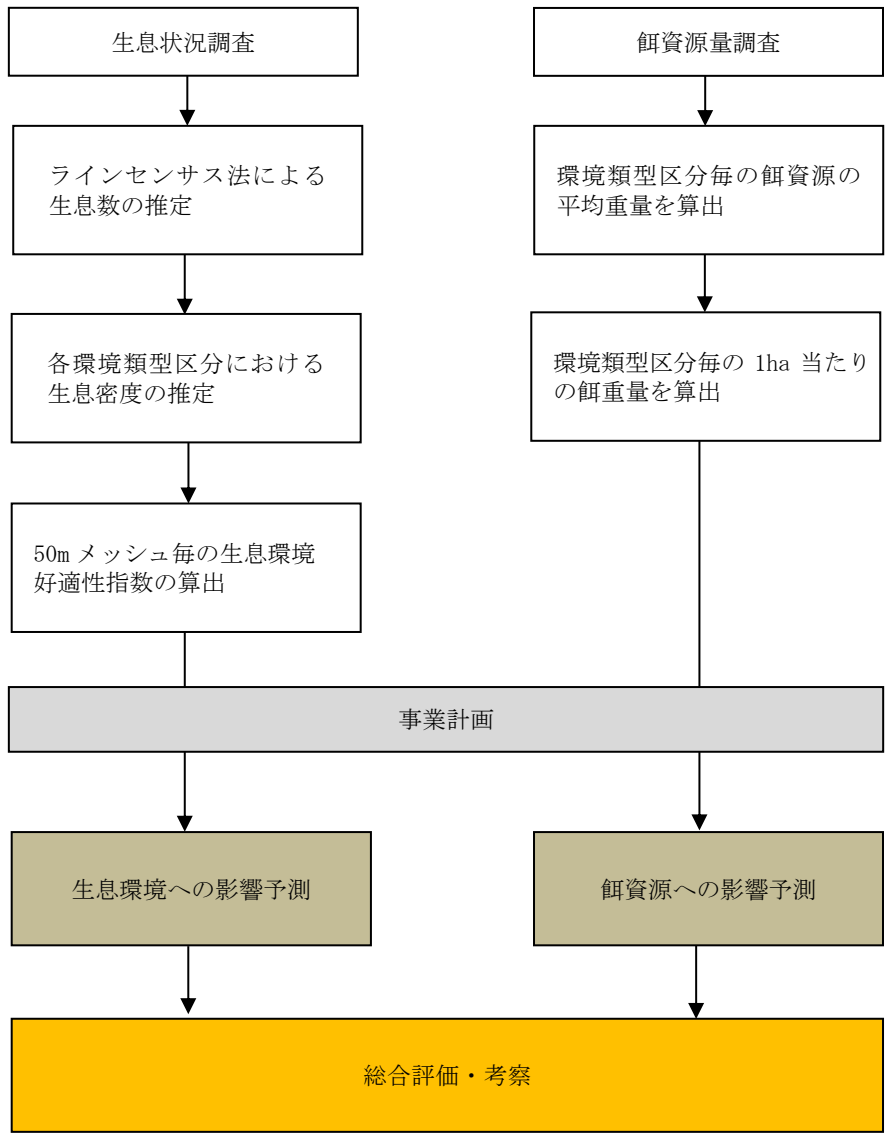 生息状況調査
餌資源量調査
ラインセンサス法による
生息数の推定
環境類型区分毎の餌資源の
平均重量を算出
各環境類型区分における
生息密度の推定
環境類型区分毎の 1ha 当たり
の餌重量を算出
50m メッシュ毎の生息環境
好適性指数の算出
事業計画
生息環境への影響予測
餌資源への影響予測
総合評価・考察